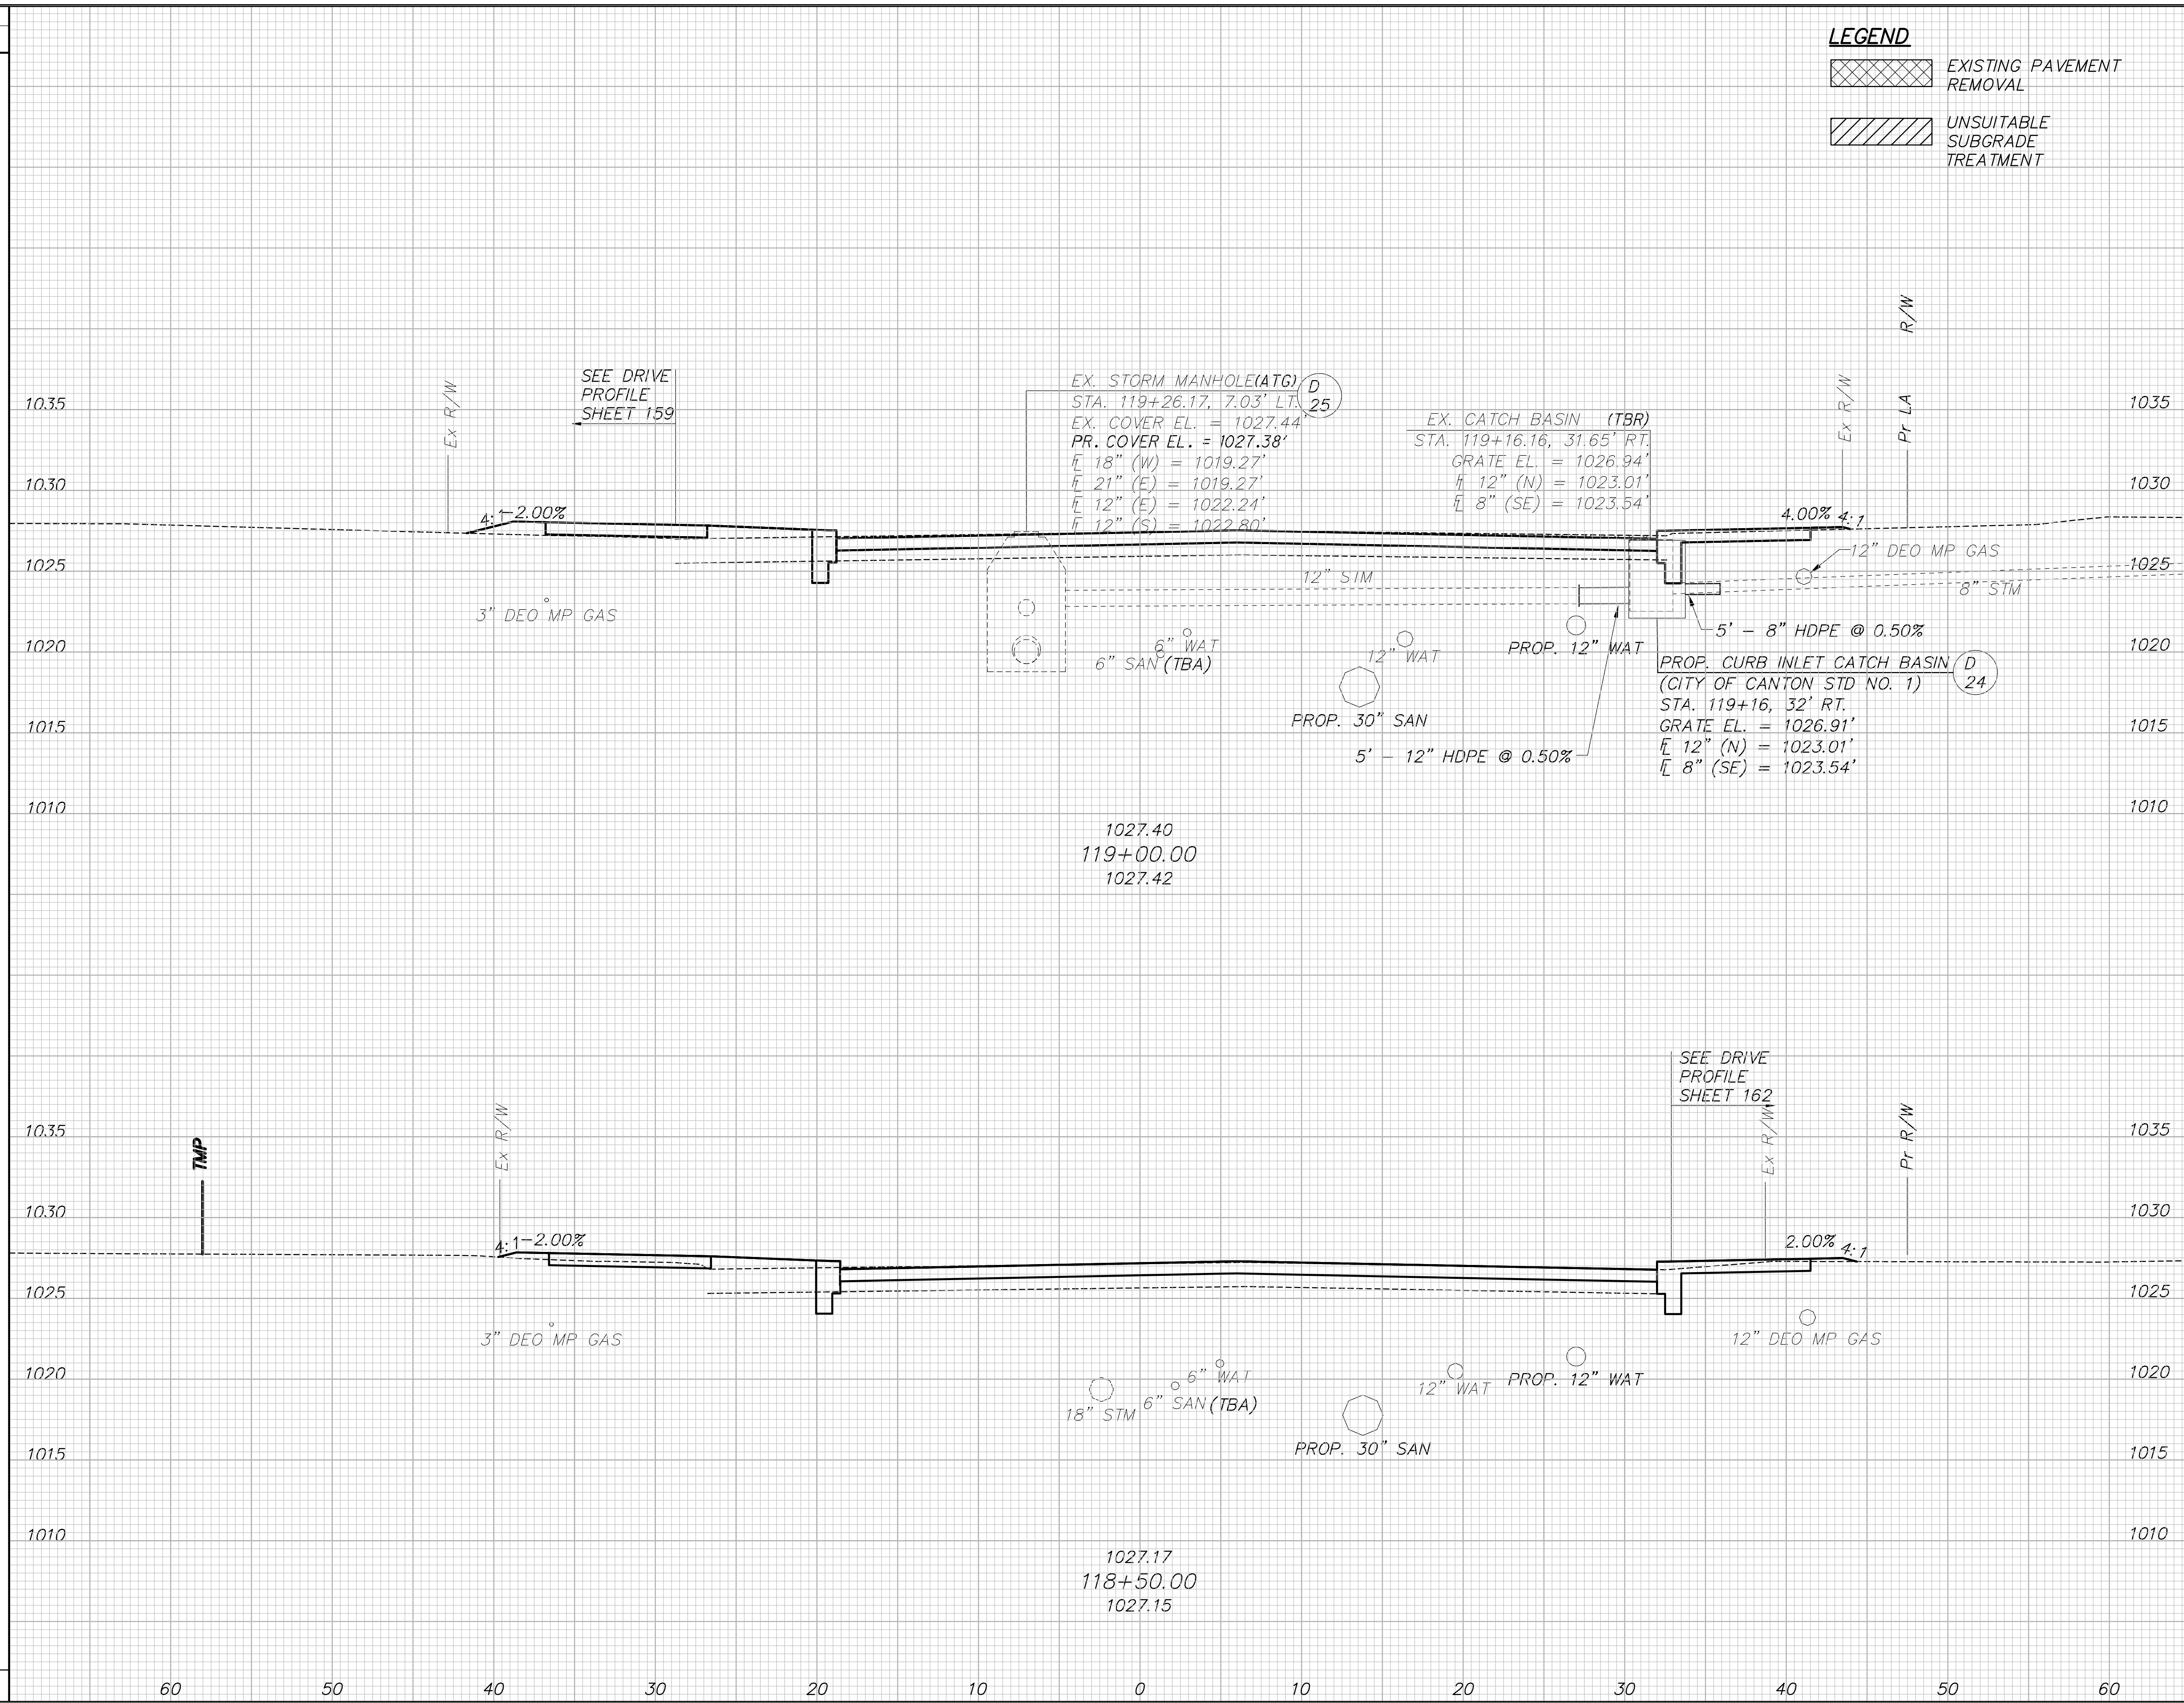 LEGEND
EXISTING PAVEMENT
REMOVAL
UNSUITABLE
SUBGRADE
TREATMENT
SEE DRIVE
PROFILE
SHEET 159
Ex R/W
EX. STORM MANHOLE(ATG)
STA. 119+26.17, 7.03' LT.
EX. COVER EL. = 1027.44'
PR. COVER EL. = 1027.38'
FL 18" (W) = 1019.27'
FL 21" (E) = 1019.27'
FL 12" (E) = 1022.24'
FL 12" (S) = 1022.80'
D
25
EX. CATCH BASIN (TBR)
STA. 119+16.16, 31.65' RT.
GRATE EL. = 1026.94'
FL 12" (N) = 1023.01'
FL 8" (SE) = 1023.54'
Ex R/W
Pr LA R/W
1035
1035
1030
1030
4:1
-2.00%
4.00%
4:1
1025
1025
12" DEO MP GAS
12" STM
8" STM
3" DEO MP GAS
5' - 8" HDPE @ 0.50%
1020
1020
6" WAT
6" SAN (TBA)
12" WAT
PROP. 12" WAT
PROP. CURB INLET CATCH BASIN
(CITY OF CANTON STD NO. 1)
STA. 119+16, 32' RT.
GRATE EL. = 1026.91'
FL 12" (N) = 1023.01'
FL 8" (SE) = 1023.54'
D
24
PROP. 30" SAN
1015
1015
5' - 12" HDPE @ 0.50%
1010
1010
1027.40
119+00.00
1027.42
SEE DRIVE
PROFILE
SHEET 162
TMP
Ex R/W
Ex R/W
Pr R/W
1035
1035
1030
1030
4:1
-2.00%
2.00%
4:1
1025
1025
3" DEO MP GAS
12" DEO MP GAS
1020
1020
6" WAT
12" WAT
PROP. 12" WAT
18" STM
6" SAN (TBA)
PROP. 30" SAN
1015
1015
1010
1010
1027.17
118+50.00
1027.15
60 50 40 30 20 10 0 10 20 30 40 50 60